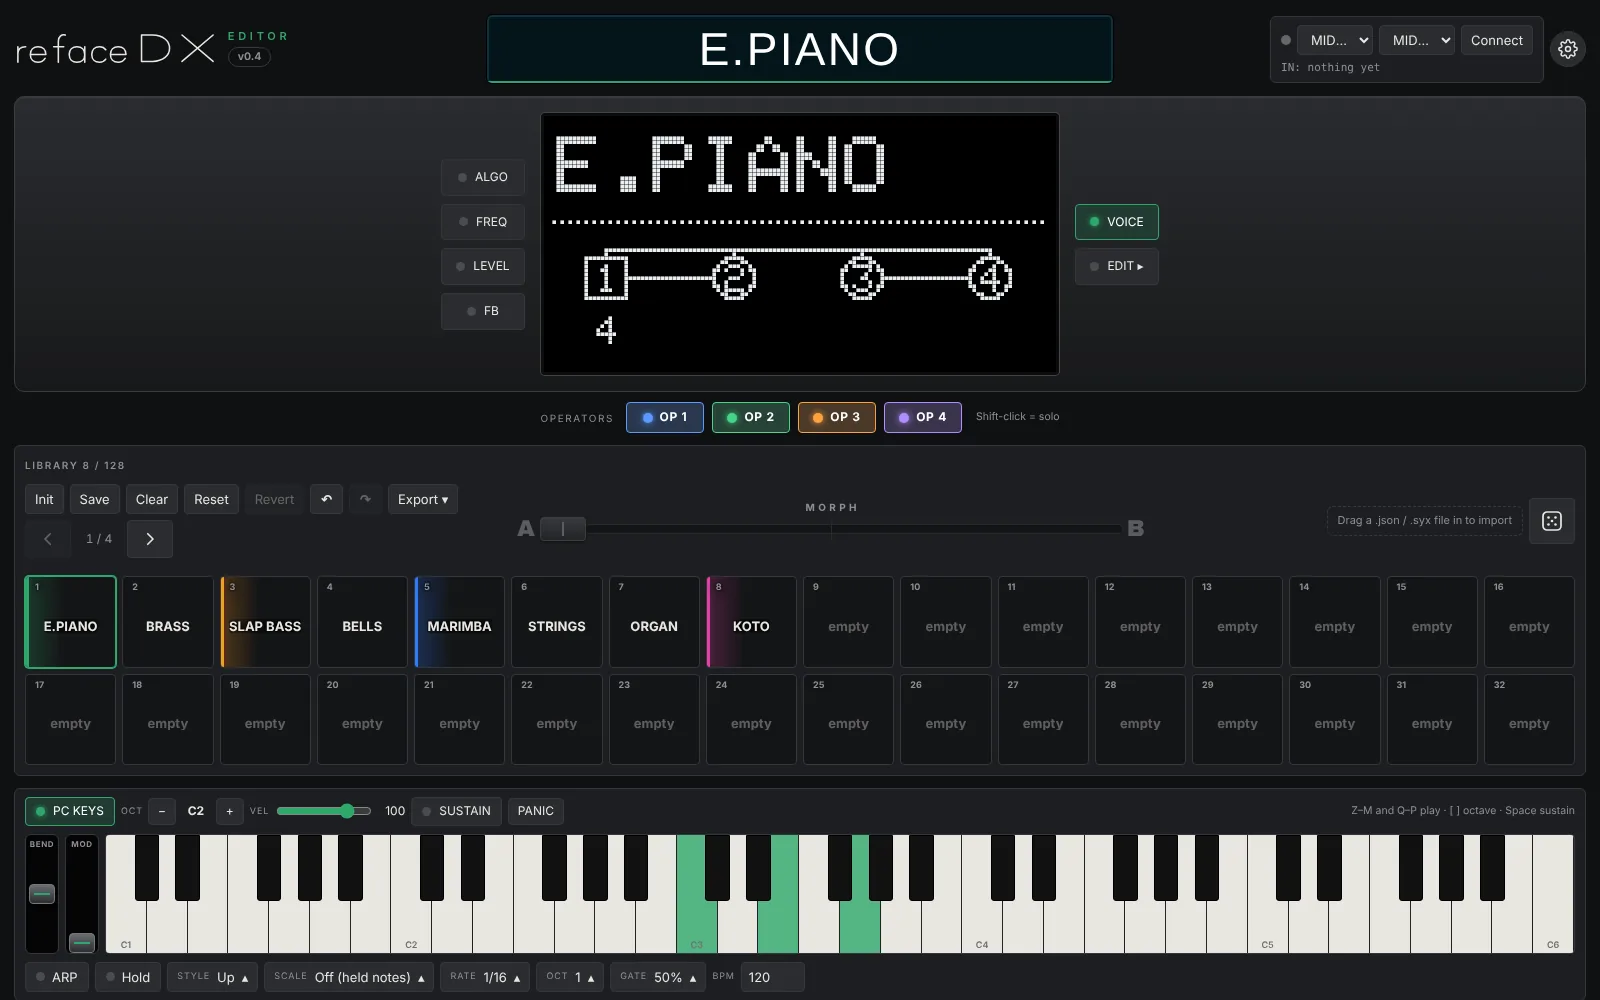 reface DX EDITOR v0.4
E.PIANO
MID... MID... Connect
IN: nothing yet
E.PIANO
1 2 3 4
4
ALGO
FREQ
LEVEL
FB
VOICE
EDIT ▸
OPERATORS OP 1 OP 2 OP 3 OP 4 Shift-click = solo
LIBRARY 8 / 128
Init Save Clear Reset Revert ↶ ↷ Export ▾
1 / 4
MORPH
A B
Drag a .json / .syx file in to import
1 2 3 4 5 6 7 8 9 10 11 12 13 14 15 16
E.PIANO BRASS SLAP BASS BELLS MARIMBA STRINGS ORGAN KOTO empty empty empty empty empty empty empty empty
17 18 19 20 21 22 23 24 25 26 27 28 29 30 31 32
empty empty empty empty empty empty empty empty empty empty empty empty empty empty empty empty
PC KEYS OCT − C2 + VEL 100 SUSTAIN PANIC Z–M and Q–P play · [ ] octave · Space sustain
BEND MOD
C1 C2 C3 C4 C5 C6
ARP Hold STYLE Up ▴ SCALE Off (held notes) ▴ RATE 1/16 ▴ OCT 1 ▴ GATE 50% ▴ BPM 120